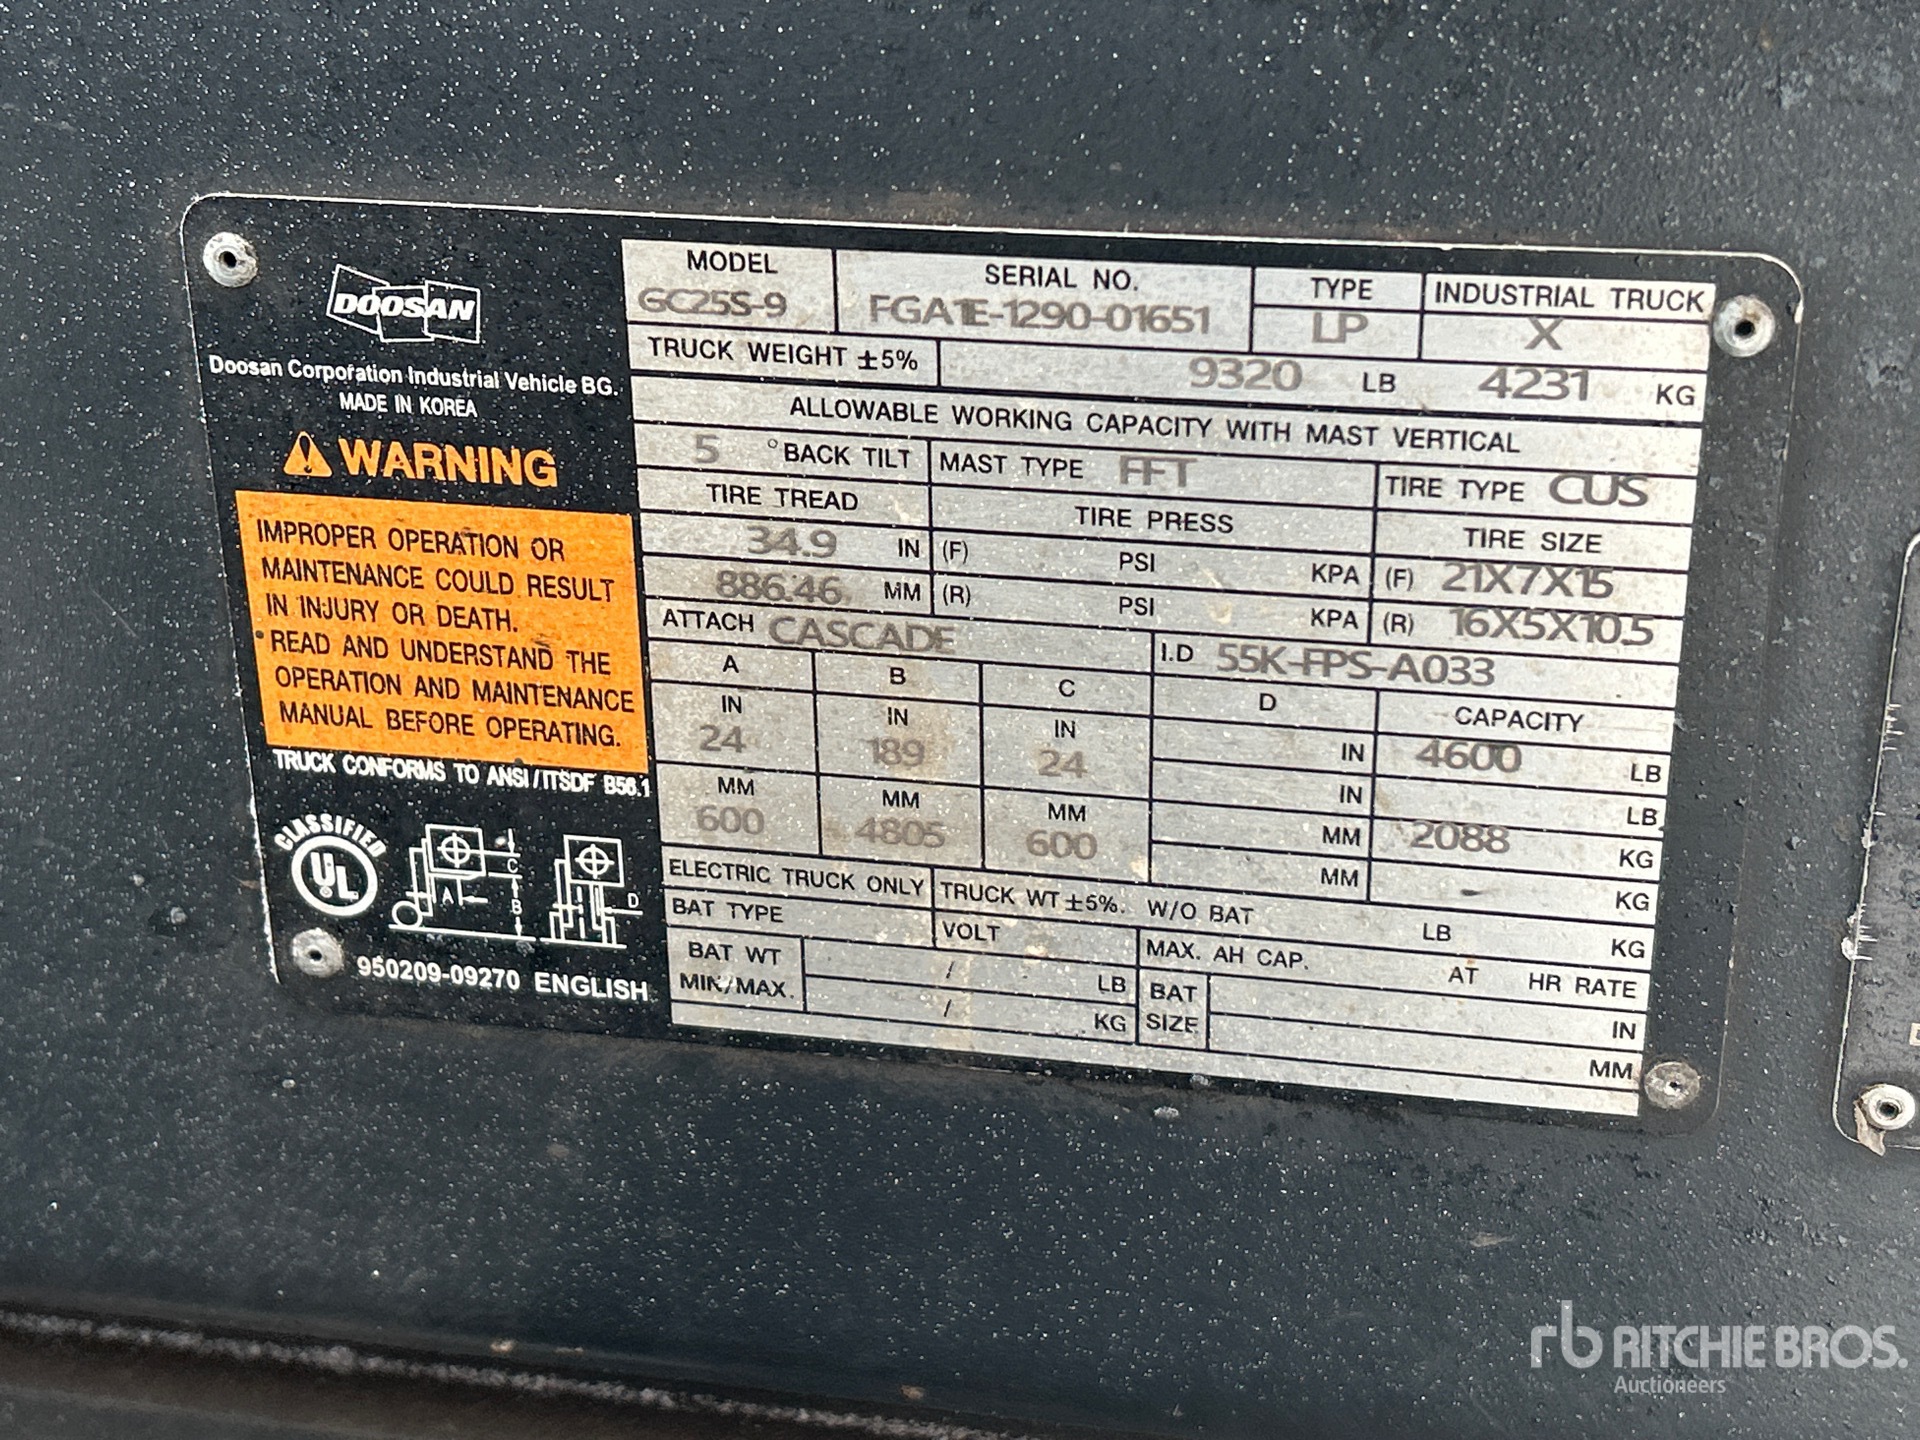 DOOSAN
Doosan Corporation Industrial Vehicle BG.
MADE IN KOREA
WARNING
IMPROPER OPERATION OR
MAINTENANCE COULD RESULT
IN INJURY OR DEATH.
READ AND UNDERSTAND THE
OPERATION AND MAINTENANCE
MANUAL BEFORE OPERATING.
TRUCK CONFORMS TO ANSI/ITSDF B56.1
CLASSIFIED
UL
C
A
B
D
950209-09270 ENGLISH
MODEL SERIAL NO. TYPE INDUSTRIAL TRUCK
GC25S-9 FGA1E-1290-01651 LP X
TRUCK WEIGHT ±5% 9320 LB 4231 KG
ALLOWABLE WORKING CAPACITY WITH MAST VERTICAL
5 °BACK TILT MAST TYPE FFT TIRE TYPE CUS
TIRE TREAD TIRE PRESS TIRE SIZE
34.9 IN (F) PSI KPA (F) 21X7X15
886.46 MM (R) PSI KPA (R) 16X5X10.5
ATTACH CASCADE I.D 55K-FPS-A033
A B C D CAPACITY
IN IN IN IN 4600 LB
24 189 24 IN LB
MM MM MM MM 2088 KG
600 4805 600 MM KG
ELECTRIC TRUCK ONLY TRUCK WT ±5%. W/O BAT LB KG
BAT TYPE VOLT MAX. AH CAP. AT HR RATE
BAT WT / LB BAT IN
MIN/MAX. / KG SIZE MM
rb RITCHIE BROS.
Auctioneers